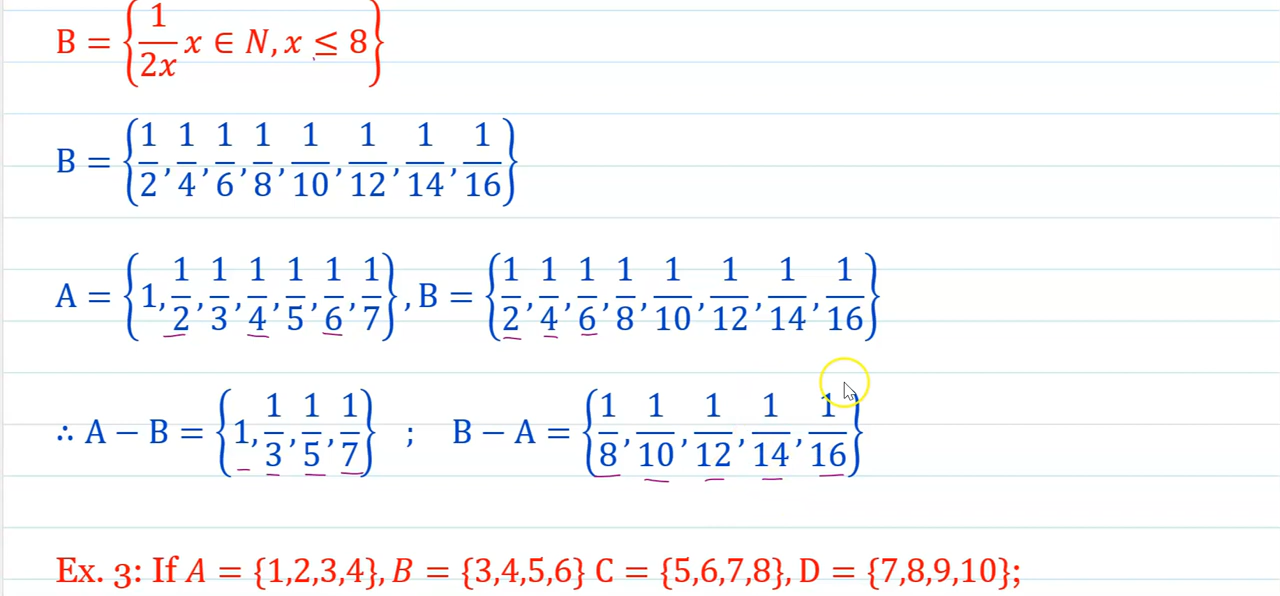 B = {1/2x x ∈ N, x ≤ 8}
B = {1/2, 1/4, 1/6, 1/8, 1/10, 1/12, 1/14, 1/16}
A = {1, 1/2, 1/3, 1/4, 1/5, 1/6, 1/7}, B = {1/2, 1/4, 1/6, 1/8, 1/10, 1/12, 1/14, 1/16}
∴ A − B = {1, 1/3, 1/5, 1/7} ; B − A = {1/8, 1/10, 1/12, 1/14, 1/16}
Ex. 3: If A = {1,2,3,4}, B = {3,4,5,6} C = {5,6,7,8}, D = {7,8,9,10};